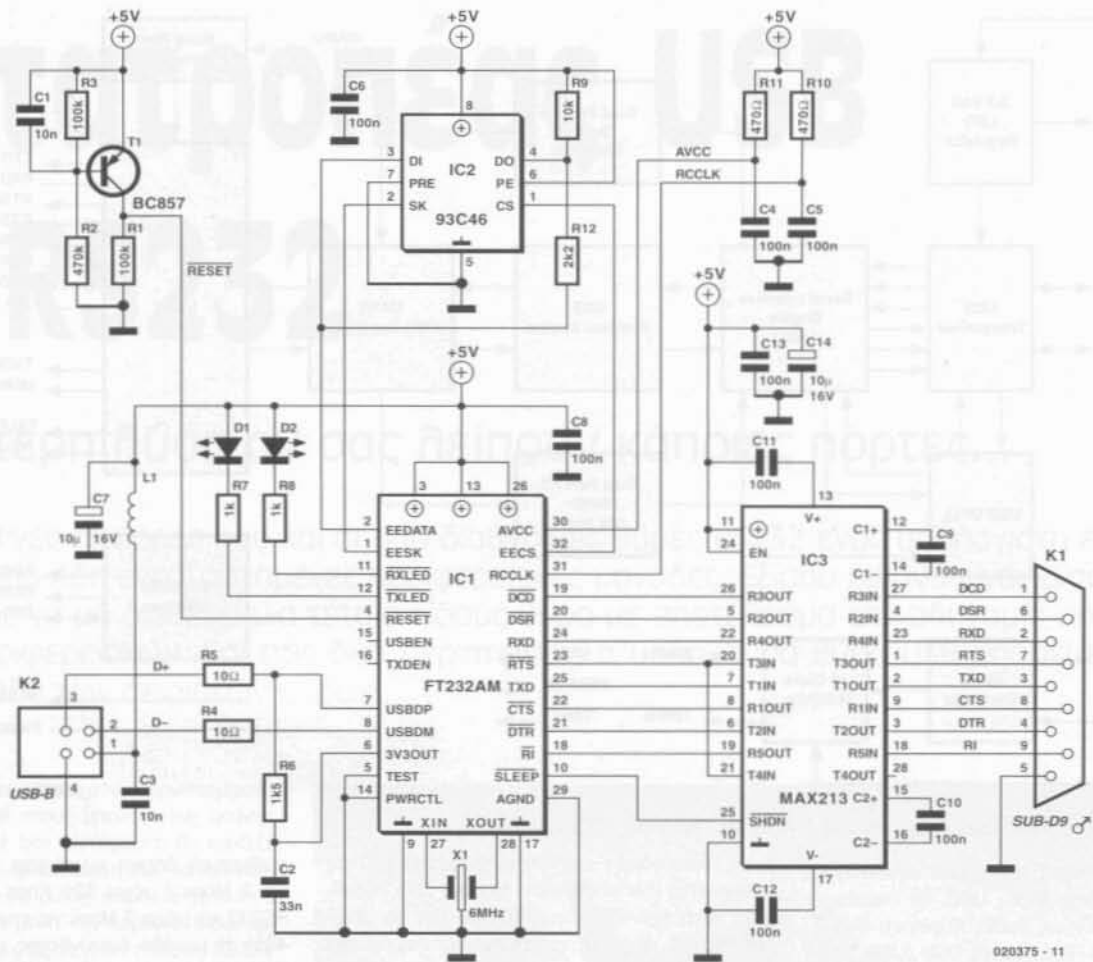 +5V
+5V
+5V
R3
100k
C1
10n
T1
BC857
R2
470k
R1
100k
RESET
C6
100n
8
R9
10k
3
DI
DO
4
7
PRE
IC2
PE
6
2
SK
CS
1
93C46
5
R12
2k2
R11
470Ω
R10
470Ω
AVCC
RCCLK
C4
100n
C5
100n
+5V
C13
100n
C14
10µ
16V
C11
100n
+5V
D1
D2
C8
100n
L1
C7
10µ
16V
R7
1k
R8
1k
3
13
26
2
EEDATA
AVCC
30
1
EESK
EECS
32
11
RXLED
IC1
RCCLK
31
12
TXLED
DCD
19
4
RESET
DSR
20
15
USBEN
RXD
24
16
TXDEN
RTS
23
FT232AM
TXD
25
CTS
22
7
USBDP
DTR
21
8
USBDM
RI
18
6
3V3OUT
SLEEP
10
5
TEST
AGND
29
14
PWRCTL
XIN
XOUT
9
27
28
17
X1
6MHz
K2
3
2
1
4
USB-B
D+
D–
R5
10Ω
R4
10Ω
R6
1k5
C3
10n
C2
33n
13
V+
11
C1+
12
24
EN
IC3
C1–
14
C9
100n
26
R3OUT
R3IN
27
DCD
1
5
R2OUT
R2IN
4
DSR
6
22
R4OUT
R4IN
23
RXD
2
20
T3IN
T3OUT
1
RTS
7
7
T1IN
T1OUT
2
TXD
3
8
R1OUT
R1IN
9
CTS
8
6
T2IN
T2OUT
3
DTR
4
19
R5OUT
R5IN
18
RI
9
21
T4IN
T4OUT
28
5
MAX213
C2+
15
25
SHDN
C10
100n
10
C2–
16
V-
17
C12
100n
K1
SUB-D9
020375 - 11